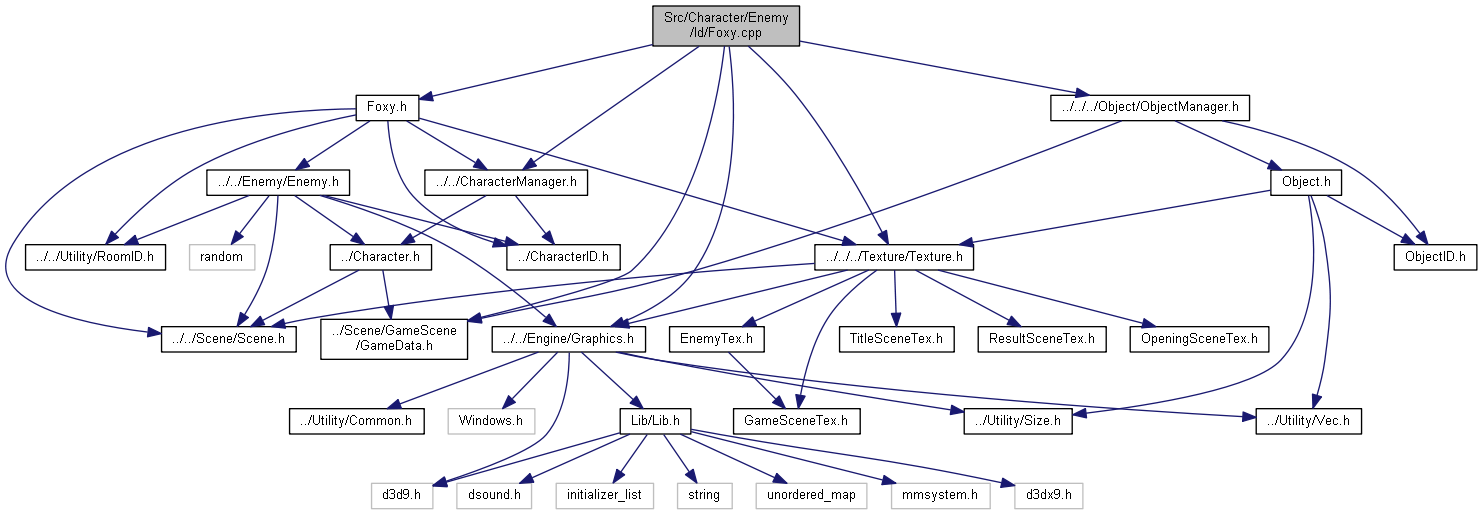 Src/Character/Enemy
/Id/Foxy.cpp
Foxy.h
../../../Object/ObjectManager.h
../../Enemy/Enemy.h
../../CharacterManager.h
Object.h
../../Utility/RoomID.h
random
../Character.h
../CharacterID.h
../../../Texture/Texture.h
ObjectID.h
../../Scene/Scene.h
../Scene/GameScene
/GameData.h
../../Engine/Graphics.h
EnemyTex.h
TitleSceneTex.h
ResultSceneTex.h
OpeningSceneTex.h
../Utility/Common.h
Windows.h
Lib/Lib.h
GameSceneTex.h
../Utility/Size.h
../Utility/Vec.h
d3d9.h
dsound.h
initializer_list
string
unordered_map
mmsystem.h
d3dx9.h